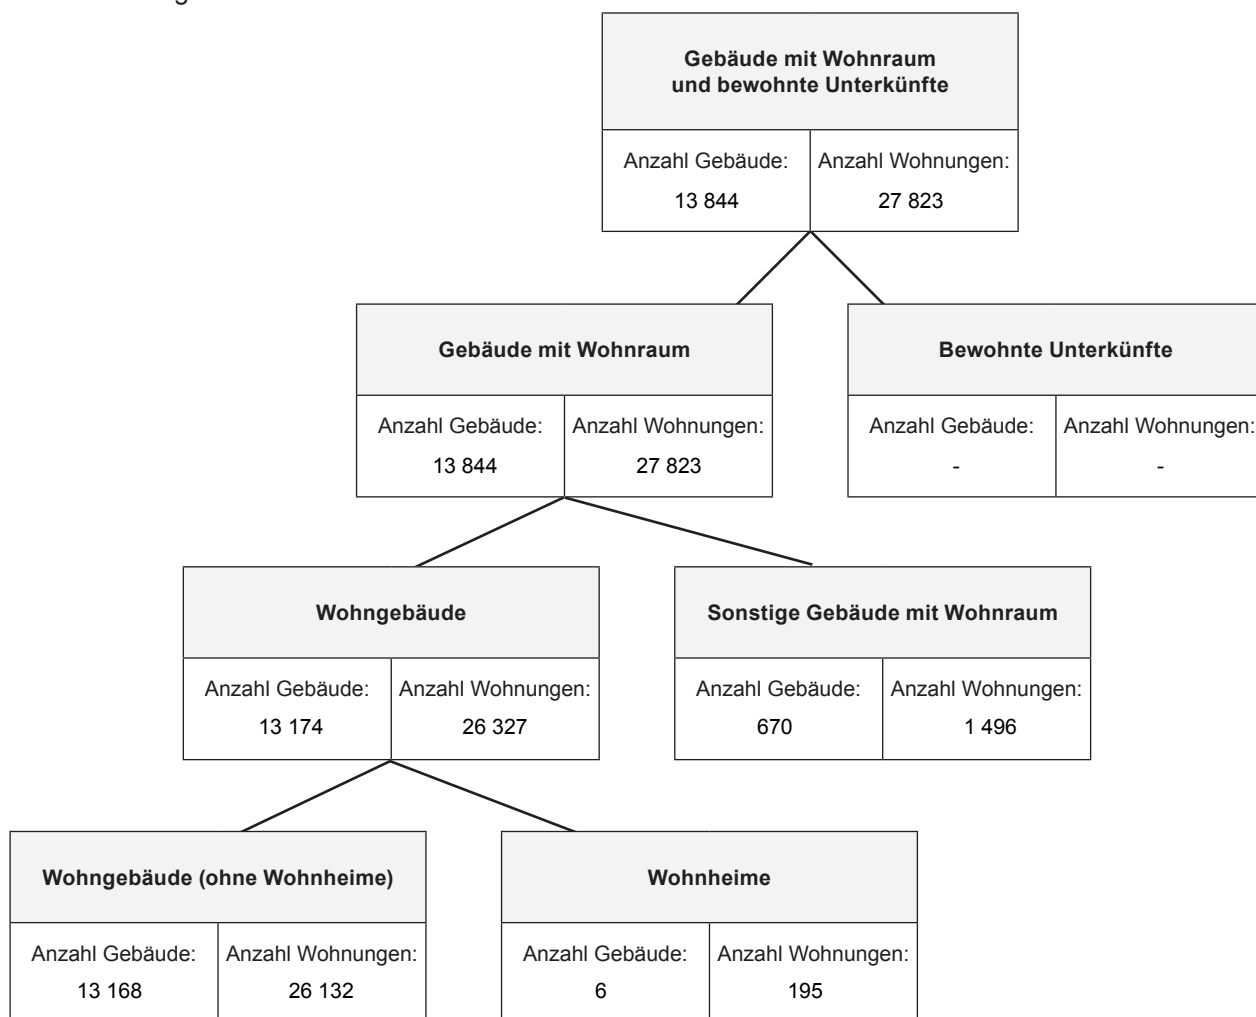 Gebäude mit Wohnraum
und bewohnte Unterkünfte
Anzahl Gebäude: Anzahl Wohnungen:
13 844 27 823
Gebäude mit Wohnraum Bewohnte Unterkünfte
Anzahl Gebäude: Anzahl Wohnungen: Anzahl Gebäude: Anzahl Wohnungen:
13 844 27 823 - -
Wohngebäude Sonstige Gebäude mit Wohnraum
Anzahl Gebäude: Anzahl Wohnungen: Anzahl Gebäude: Anzahl Wohnungen:
13 174 26 327 670 1 496
Wohngebäude (ohne Wohnheime) Wohnheime
Anzahl Gebäude: Anzahl Wohnungen: Anzahl Gebäude: Anzahl Wohnungen:
13 168 26 132 6 195